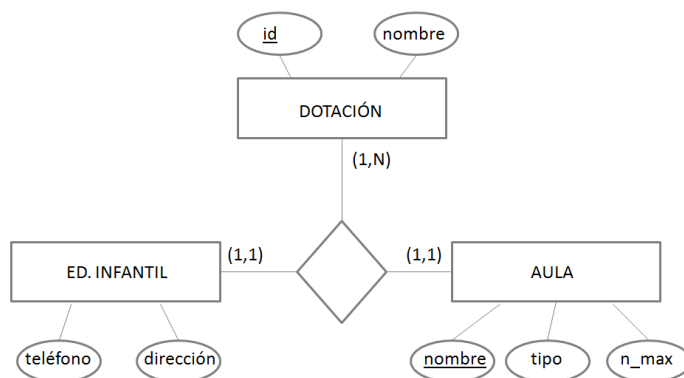 id
nombre
DOTACIÓN
(1,N)
(1,1)
(1,1)
ED. INFANTIL
AULA
teléfono
dirección
nombre
tipo
n_max